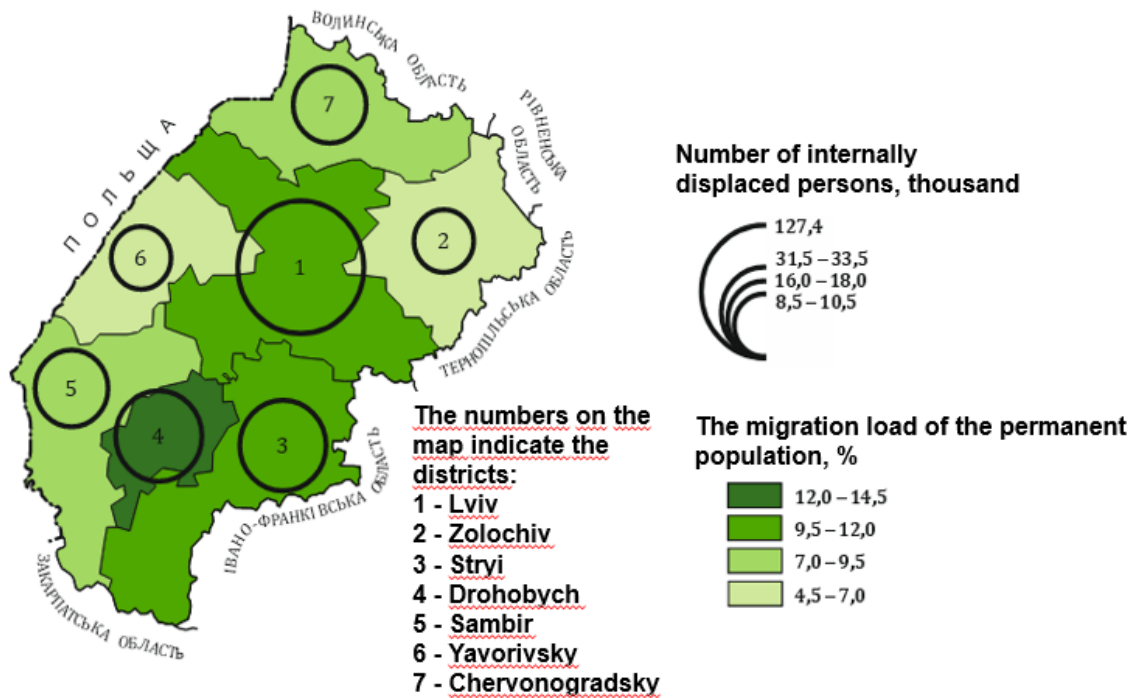 ВОЛИНСЬКА ОБЛАСТЬ
РІВНЕНСЬКА ОБЛАСТЬ
ПОЛЬЩА
7
6
1
2
ТЕРНОПІЛЬСЬКА ОБЛАСТЬ
5
4
3
ІВАНО-ФРАНКІВСЬКА ОБЛАСТЬ
ЗАКАРПАТСЬКА ОБЛАСТЬ
Number of internally
displaced persons, thousand
127,4
31,5 – 33,5
16,0 – 18,0
8,5 – 10,5
The numbers on the
map indicate the
districts:
1 - Lviv
2 - Zolochiv
3 - Stryi
4 - Drohobych
5 - Sambir
6 - Yavorivsky
7 - Chervonogradsky
The migration load of the permanent
population, %
12,0 – 14,5
9,5 – 12,0
7,0 – 9,5
4,5 – 7,0